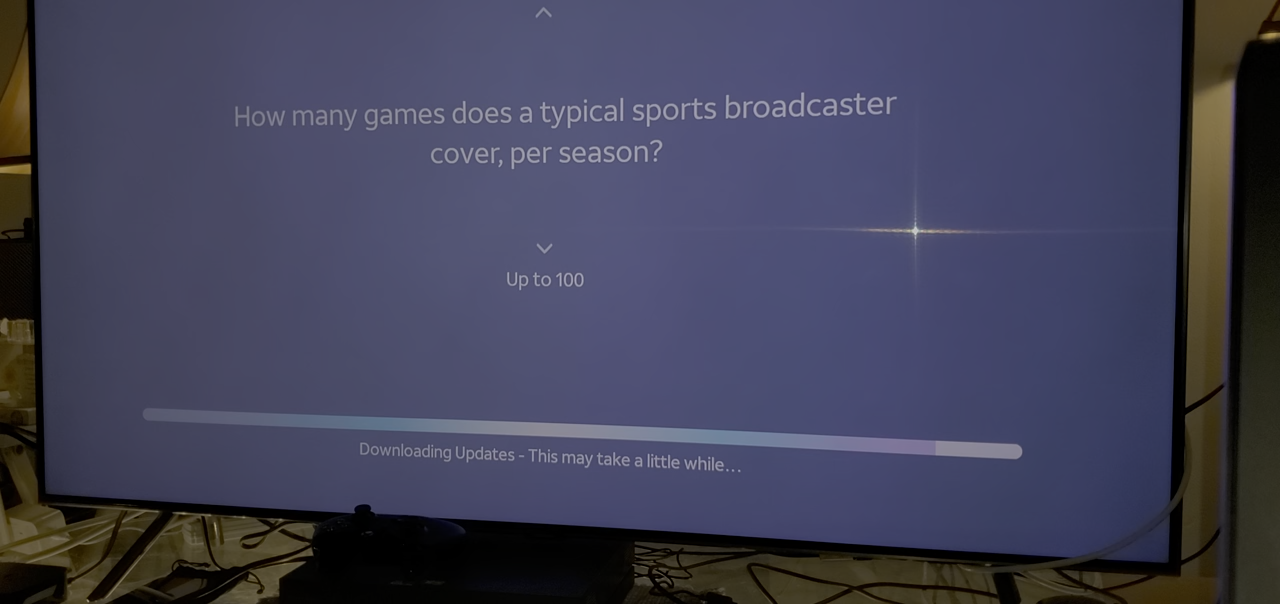 How many games does a typical sports broadcaster
cover, per season?
Up to 100
Downloading Updates - This may take a little while...